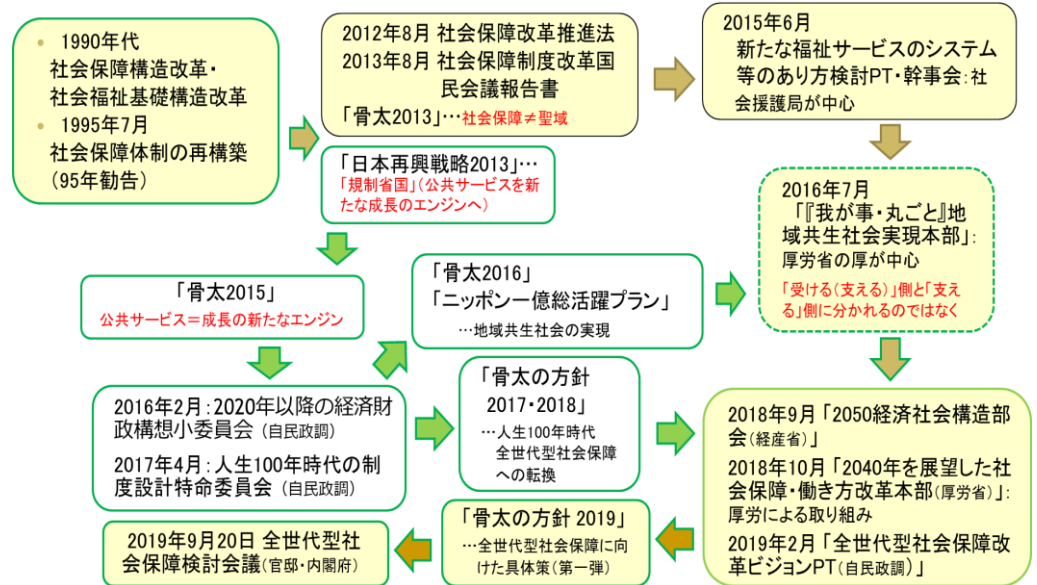 • 1990年代
社会保障構造改革・
社会福祉基礎構造改革
• 1995年7月
社会保障体制の再構築
(95年勧告)
2012年8月 社会保障改革推進法
2013年8月 社会保障制度改革国
民会議報告書
「骨太2013」…社会保障≠聖域
2015年6月
新たな福祉サービスのシステム
等のあり方検討PT・幹事会:社
会援護局が中心
「日本再興戦略2013」…
「規制省国」(公共サービスを新
たな成長のエンジンへ)
2016年7月
「『我が事・丸ごと』地
域共生社会実現本部」:
厚労省の厚が中心
「受ける(支える)」側と「支え
る」側に分かれるのではなく
「骨太2015」
公共サービス=成長の新たなエンジン
「骨太2016」
「ニッポン一億総活躍プラン」
…地域共生社会の実現
2016年2月:2020年以降の経済財
政構想小委員会 (自民政調)
2017年4月:人生100年時代の制
度設計特命委員会 (自民政調)
「骨太の方針
2017・2018」
…人生100年時代
全世代型社会保障
への転換
2018年9月 「2050経済社会構造部
会(経産省)」
2018年10月 「2040年を展望した社
会保障・働き方改革本部(厚労省)」:
厚労による取り組み
2019年2月 「全世代型社会保障改
革ビジョンPT(自民政調)」
「骨太の方針 2019」
…全世代型社会保障に向
けた具体策(第一弾)
2019年9月20日 全世代型社
会保障検討会議(官邸・内閣府)